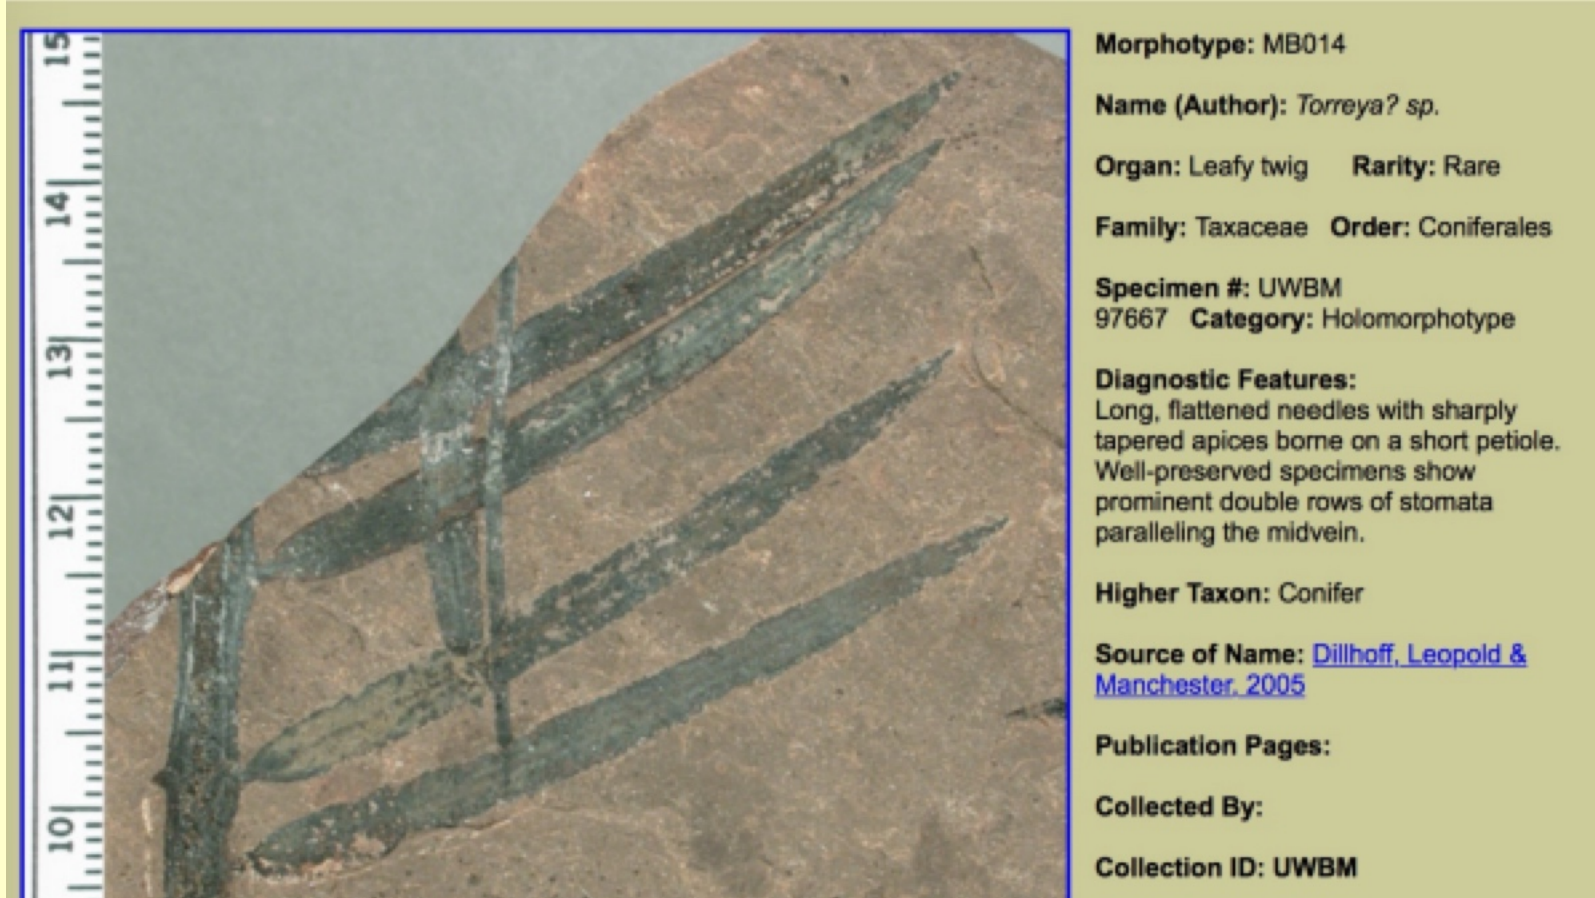 15
14
13
12
11
10
Morphotype: MB014
Name (Author): Torreya? sp.
Organ: Leafy twig Rarity: Rare
Family: Taxaceae Order: Coniferales
Specimen #: UWBM
97667 Category: Holomorphotype
Diagnostic Features:
Long, flattened needles with sharply
tapered apices borne on a short petiole.
Well-preserved specimens show
prominent double rows of stomata
paralleling the midvein.
Higher Taxon: Conifer
Source of Name: Dillhoff, Leopold &
Manchester, 2005
Publication Pages:
Collected By:
Collection ID: UWBM